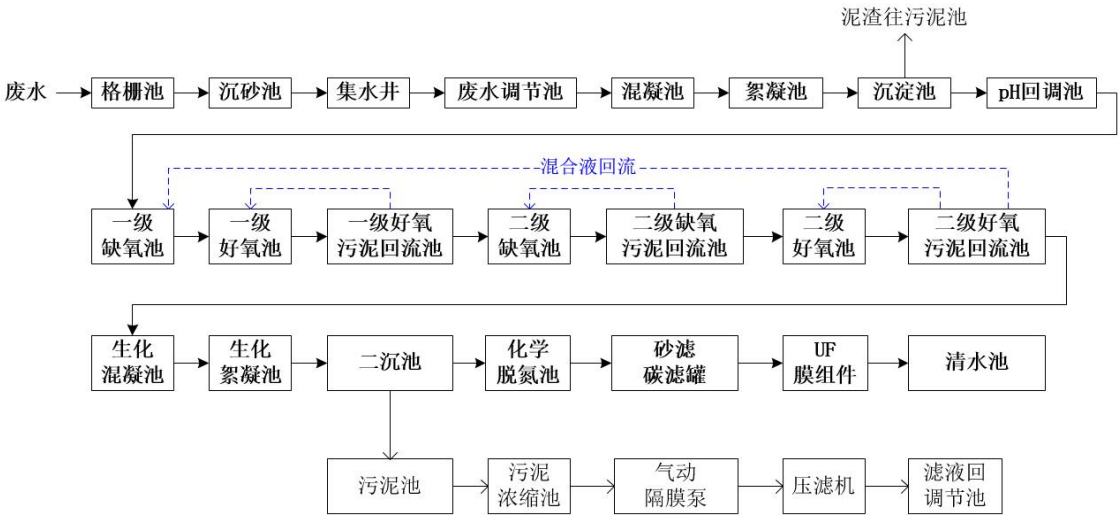 泥渣往污泥池
废水
格栅池
沉砂池
集水井
废水调节池
混凝池
絮凝池
沉淀池
pH回调池
混合液回流
一级
缺氧池
一级
好氧池
一级好氧
污泥回流池
二级
缺氧池
二级缺氧
污泥回流池
二级
好氧池
二级好氧
污泥回流池
生化
混凝池
生化
絮凝池
二沉池
化学
脱氮池
砂滤
碳滤罐
UF
膜组件
清水池
污泥池
污泥
浓缩池
气动
隔膜泵
压滤机
滤液回
调节池